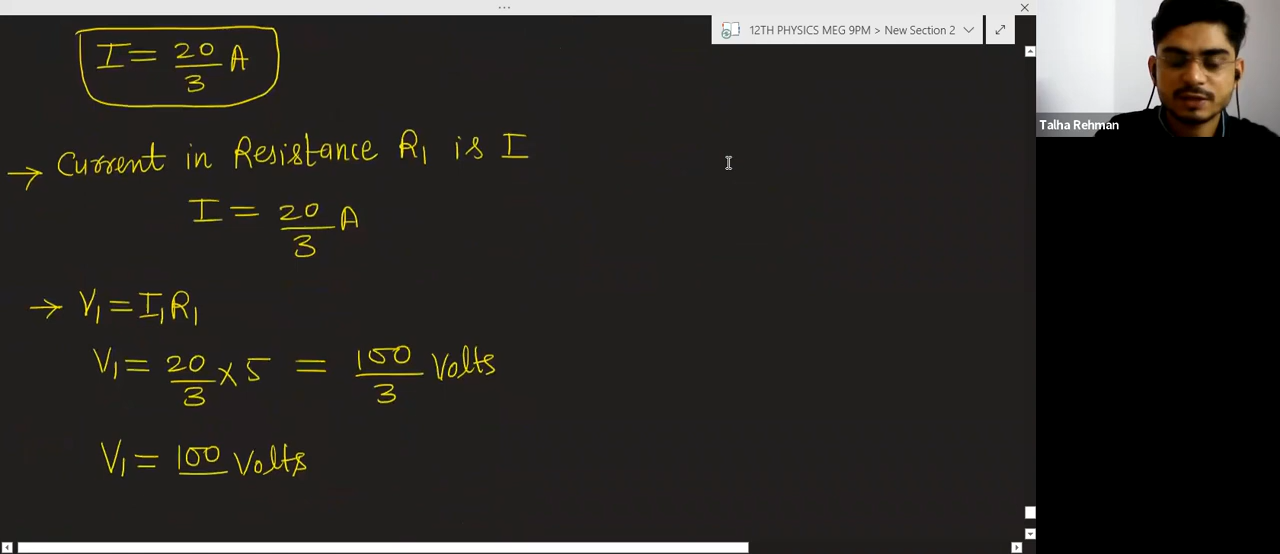 12TH PHYSICS MEG 9PM > New Section 2
Talha Rehman
I = 20/3 A
→ Current in Resistance R₁ is I
I = 20/3 A
→ V₁ = I₁R₁
V₁ = 20/3 × 5 = 100/3 Volts
V₁ = 100 Volts